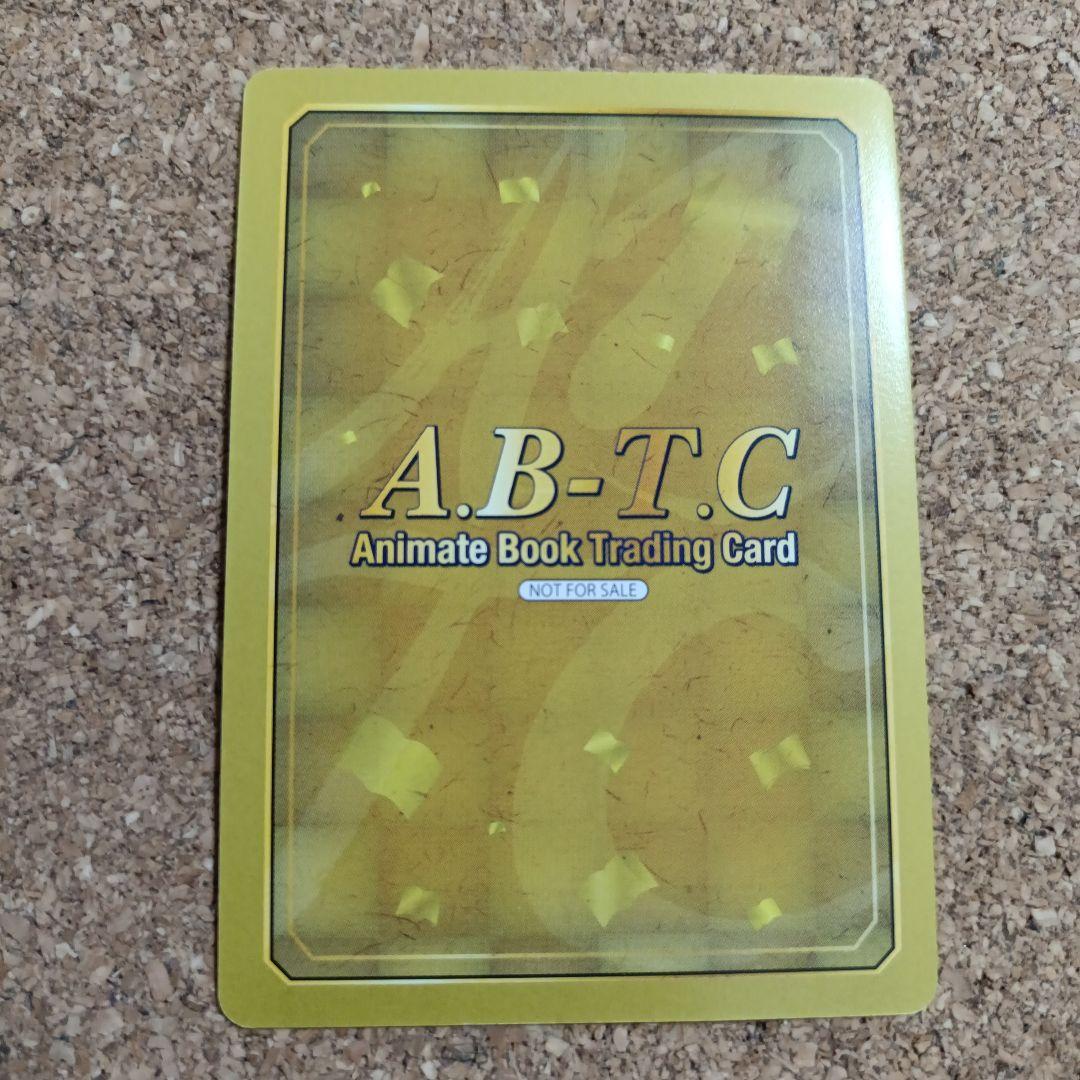 A.B-T.C
Animate Book Trading Card
NOT FOR SALE